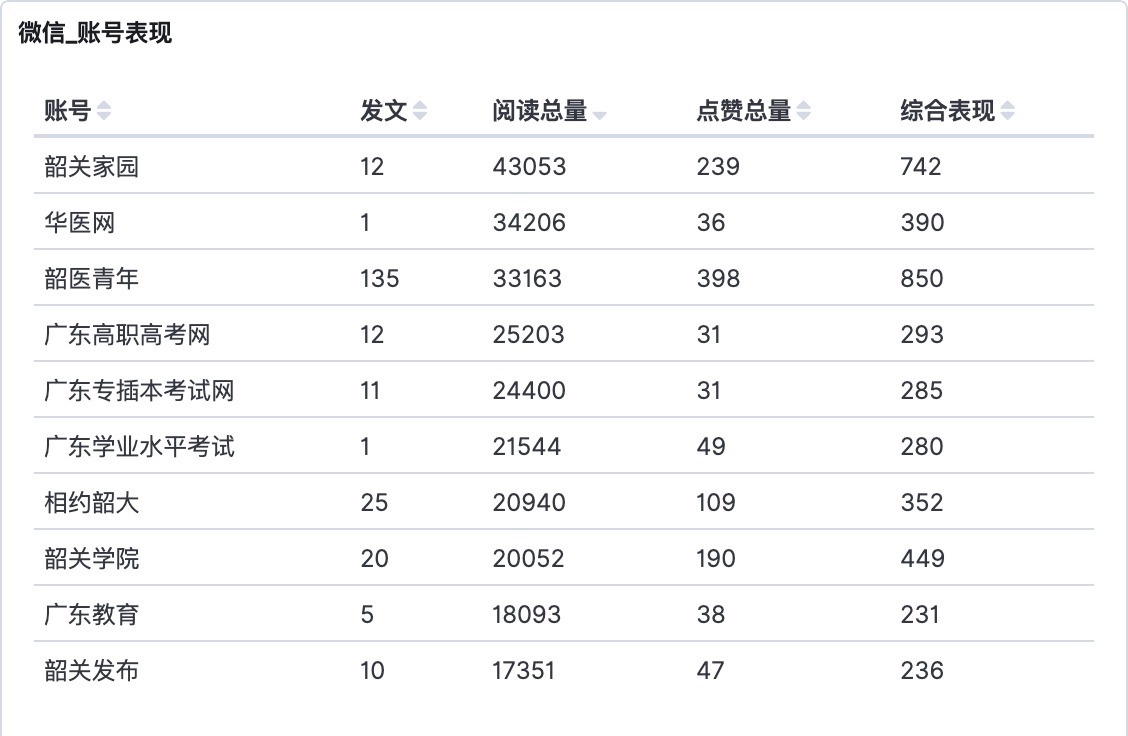 微信_账号表现
账号 发文 阅读总量 点赞总量 综合表现
韶关家园 12 43053 239 742
华医网 1 34206 36 390
韶医青年 135 33163 398 850
广东高职高考网 12 25203 31 293
广东专插本考试网 11 24400 31 285
广东学业水平考试 1 21544 49 280
相约韶大 25 20940 109 352
韶关学院 20 20052 190 449
广东教育 5 18093 38 231
韶关发布 10 17351 47 236